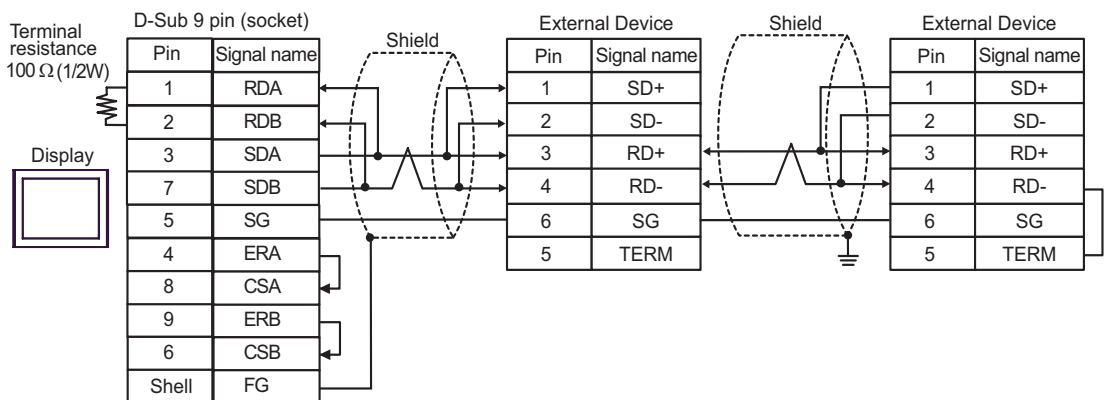 Terminal
resistance
100 Ω (1/2W)
Display
D-Sub 9 pin (socket)
Pin Signal name
1 RDA
2 RDB
3 SDA
7 SDB
5 SG
4 ERA
8 CSA
9 ERB
6 CSB
Shell FG
Shield
External Device
Pin Signal name
1 SD+
2 SD-
3 RD+
4 RD-
6 SG
5 TERM
Shield
External Device
Pin Signal name
1 SD+
2 SD-
3 RD+
4 RD-
6 SG
5 TERM